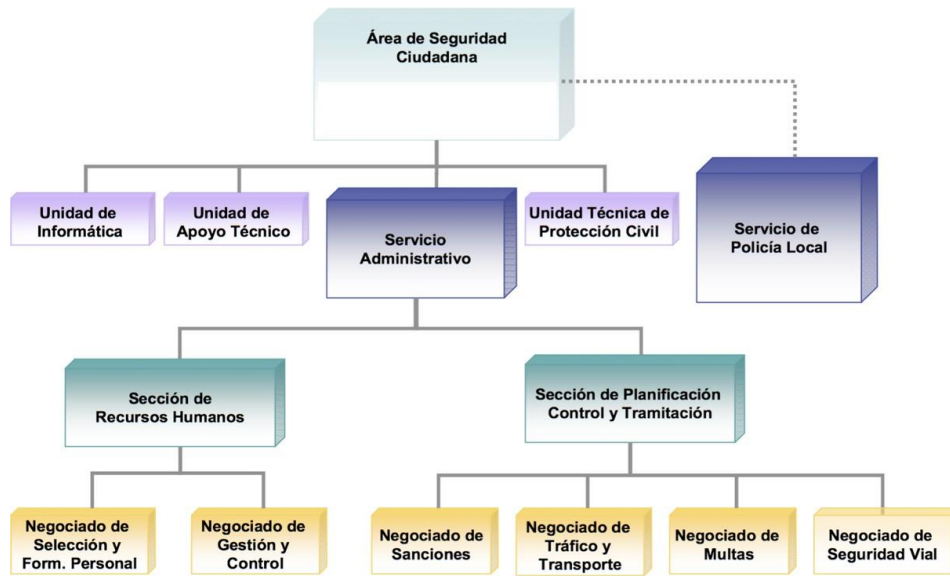 Área de Seguridad
Ciudadana
Unidad de
Informática
Unidad de
Apoyo Técnico
Servicio
Administrativo
Unidad Técnica de
Protección Civil
Servicio de
Policía Local
Sección de
Recursos Humanos
Sección de Planificación
Control y Tramitación
Negociado de
Selección y
Form. Personal
Negociado de
Gestión y
Control
Negociado de
Sanciones
Negociado de
Tráfico y
Transporte
Negociado de
Multas
Negociado de
Seguridad Vial